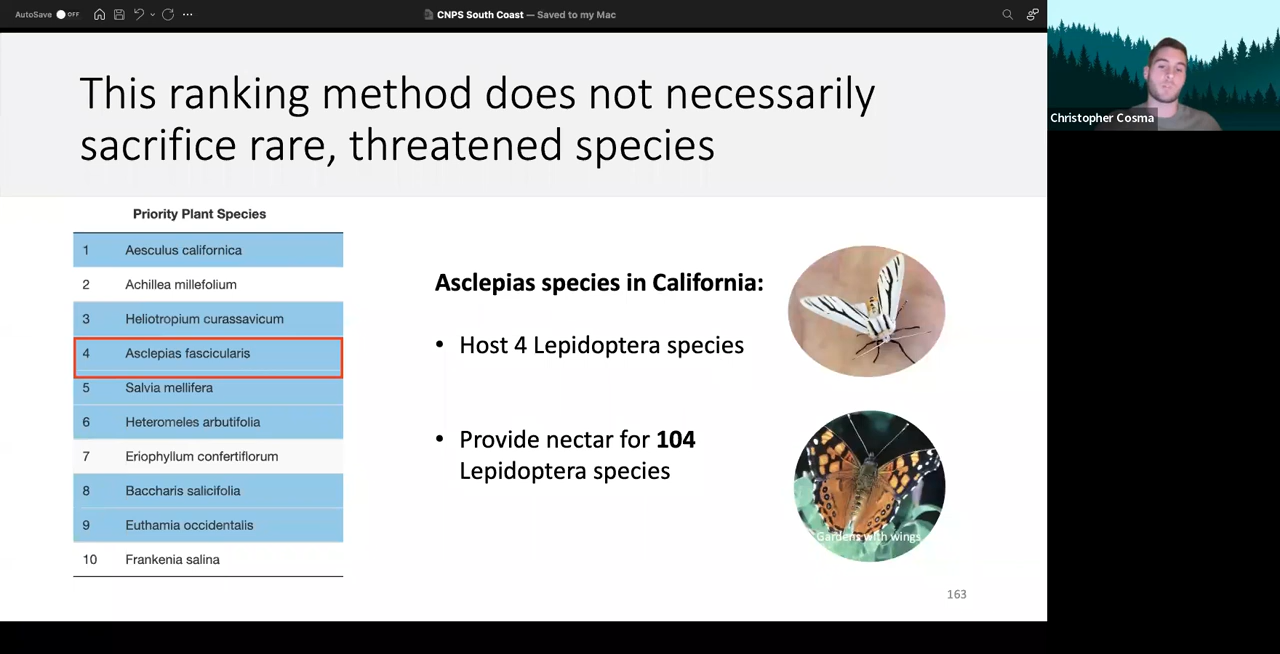 AutoSave OFF
CNPS South Coast — Saved to my Mac
This ranking method does not necessarily
sacrifice rare, threatened species
Christopher Cosma
Priority Plant Species
1 Aesculus californica
2 Achillea millefolium
3 Heliotropium curassavicum
4 Asclepias fascicularis
5 Salvia mellifera
6 Heteromeles arbutifolia
7 Eriophyllum confertiflorum
8 Baccharis salicifolia
9 Euthamia occidentalis
10 Frankenia salina
Asclepias species in California:
• Host 4 Lepidoptera species
• Provide nectar for 104
Lepidoptera species
Gardens with wings
163